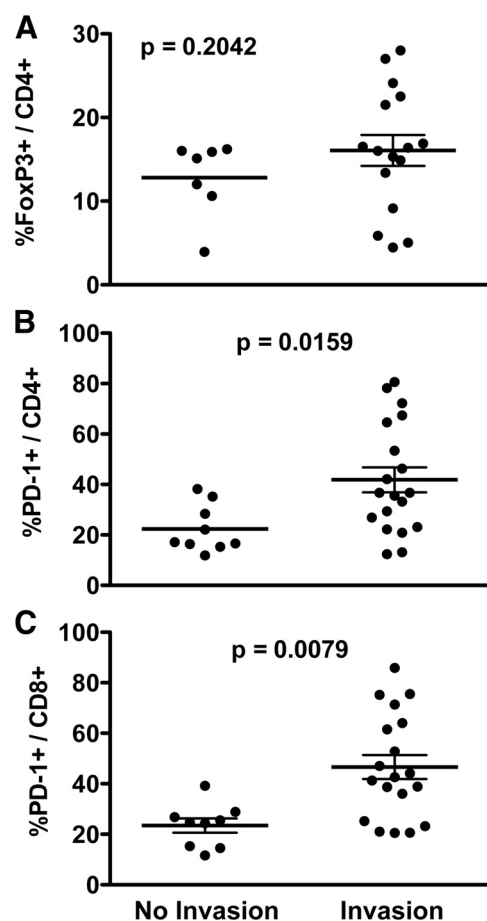 A
30
p = 0.2042
20
10
0
%FoxP3+ / CD4+
B
100
p = 0.0159
80
60
40
20
0
%PD-1+ / CD4+
C
100
p = 0.0079
80
60
40
20
0
%PD-1+ / CD8+
No Invasion Invasion